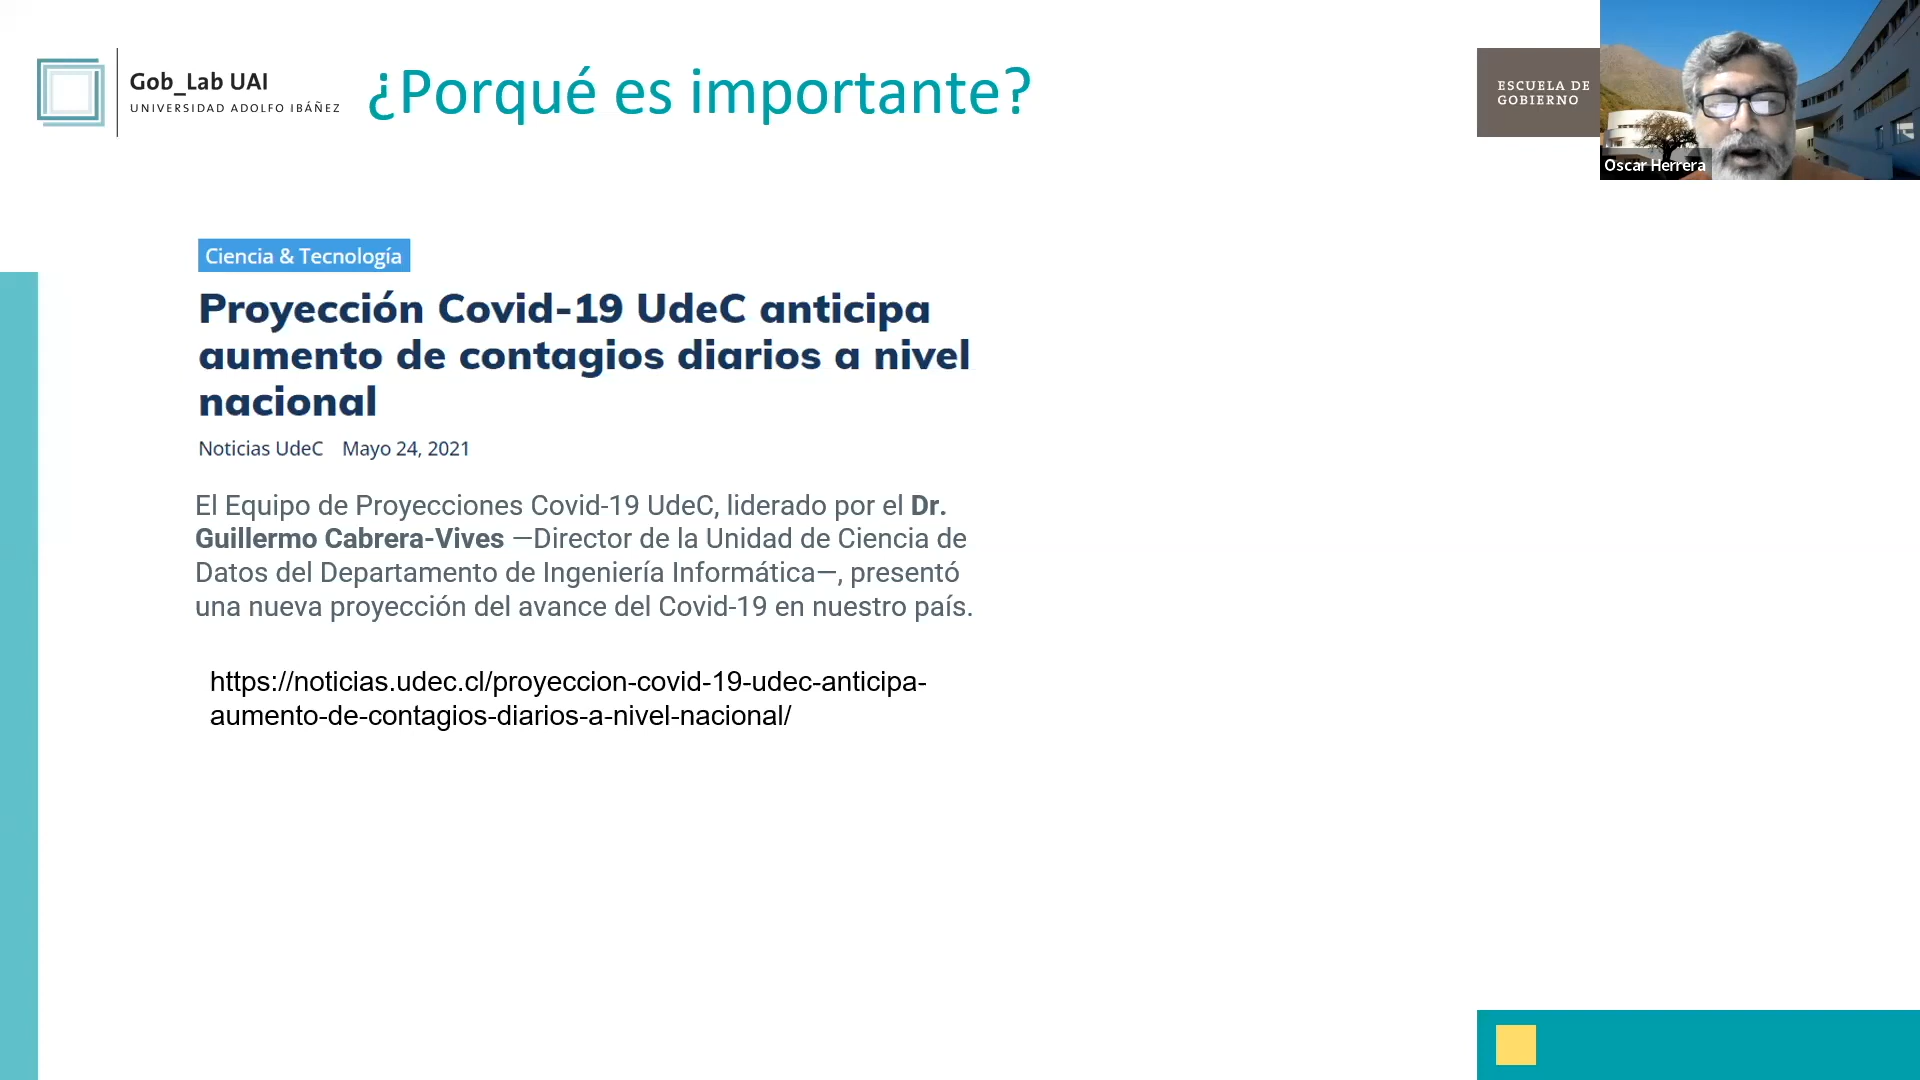 Gob_Lab UAI
UNIVERSIDAD ADOLFO IBÁÑEZ
¿Porqué es importante?
ESCUELA DE
GOBIERNO
Oscar Herrera
Ciencia & Tecnología
Proyección Covid-19 UdeC anticipa
aumento de contagios diarios a nivel
nacional
Noticias UdeC Mayo 24, 2021
El Equipo de Proyecciones Covid-19 UdeC, liderado por el Dr.
Guillermo Cabrera-Vives —Director de la Unidad de Ciencia de
Datos del Departamento de Ingeniería Informática—, presentó
una nueva proyección del avance del Covid-19 en nuestro país.
https://noticias.udec.cl/proyeccion-covid-19-udec-anticipa-
aumento-de-contagios-diarios-a-nivel-nacional/